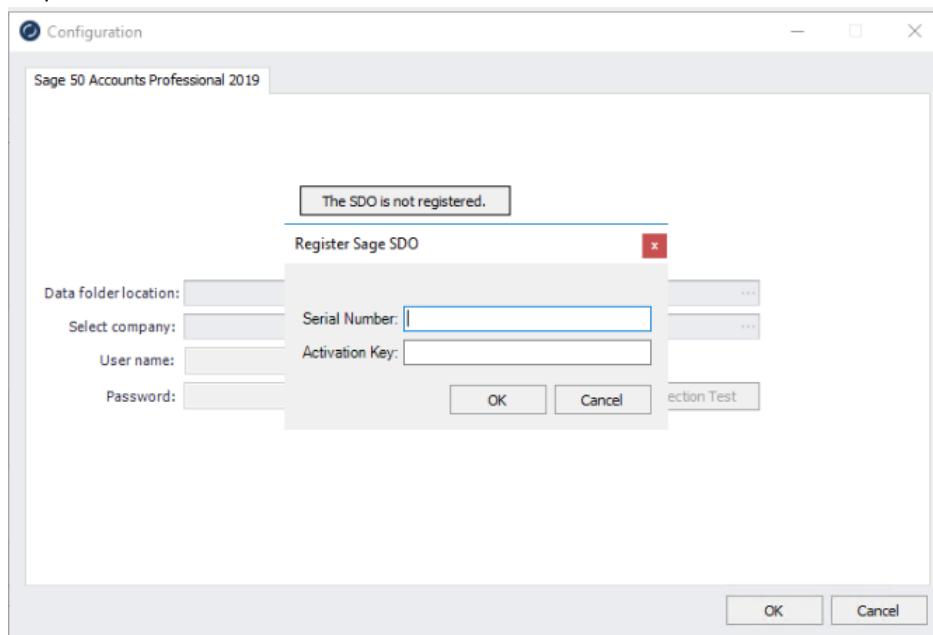 Configuration
Sage 50 Accounts Professional 2019
The SDO is not registered.
Register Sage SDO
Data folder location:
Serial Number:
Select company:
Activation Key:
User name:
Password:
OK Cancel
ection Test
OK Cancel